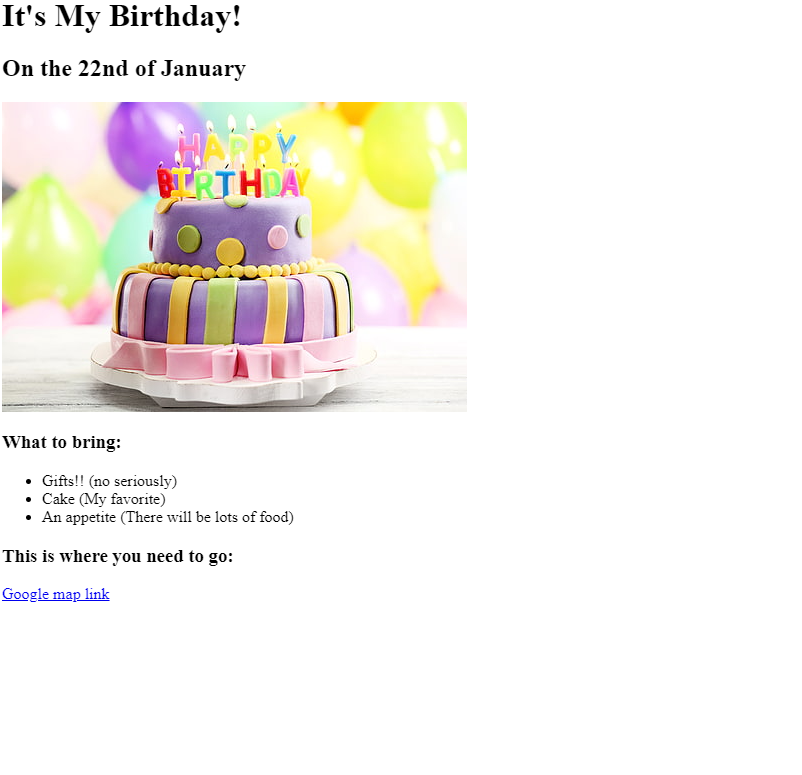 It's My Birthday!
On the 22nd of January
HAPPY
BIRTHDAY
What to bring:
Gifts!! (no seriously)
Cake (My favorite)
An appetite (There will be lots of food)
This is where you need to go:
Google map link